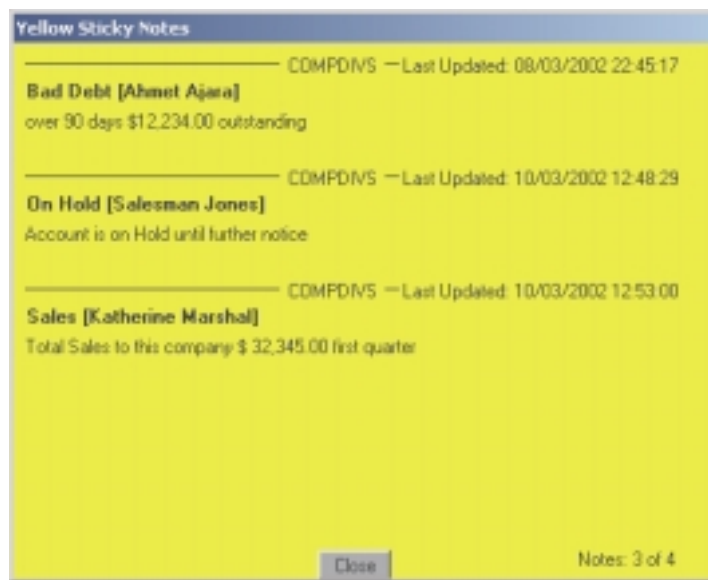 Yellow Sticky Notes
COMPDIVS Last Updated: 08/03/2002 22:45:17
Bad Debt [Ahmet Ajara]
over 90 days $12,234.00 outstanding
COMPDIVS Last Updated: 10/03/2002 12:48:29
On Hold [Salesman Jones]
Account is on Hold until further notice
COMPDIVS Last Updated: 10/03/2002 12:53:00
Sales [Katherine Marshal]
Total Sales to this company $ 32,345.00 first quarter
Close Notes: 3 of 4